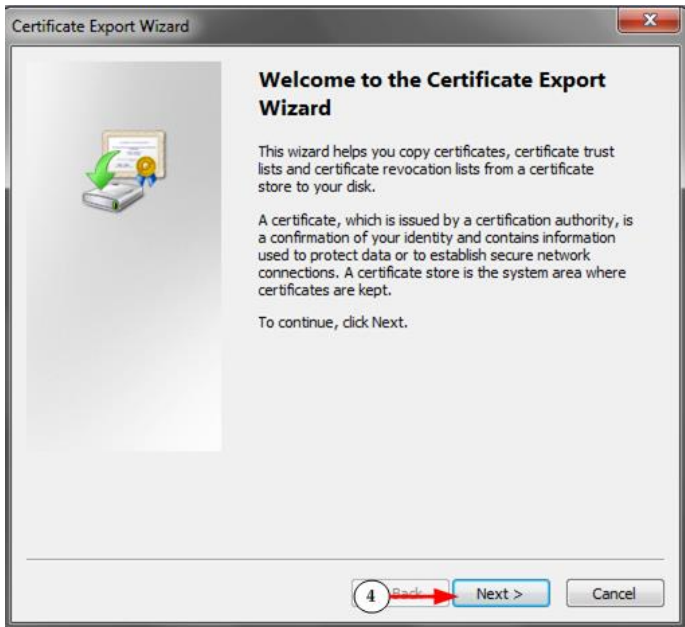 Certificate Export Wizard
Welcome to the Certificate Export
Wizard
This wizard helps you copy certificates, certificate trust
lists and certificate revocation lists from a certificate
store to your disk.
A certificate, which is issued by a certification authority, is
a confirmation of your identity and contains information
used to protect data or to establish secure network
connections. A certificate store is the system area where
certificates are kept.
To continue, click Next.
4 Back Next > Cancel